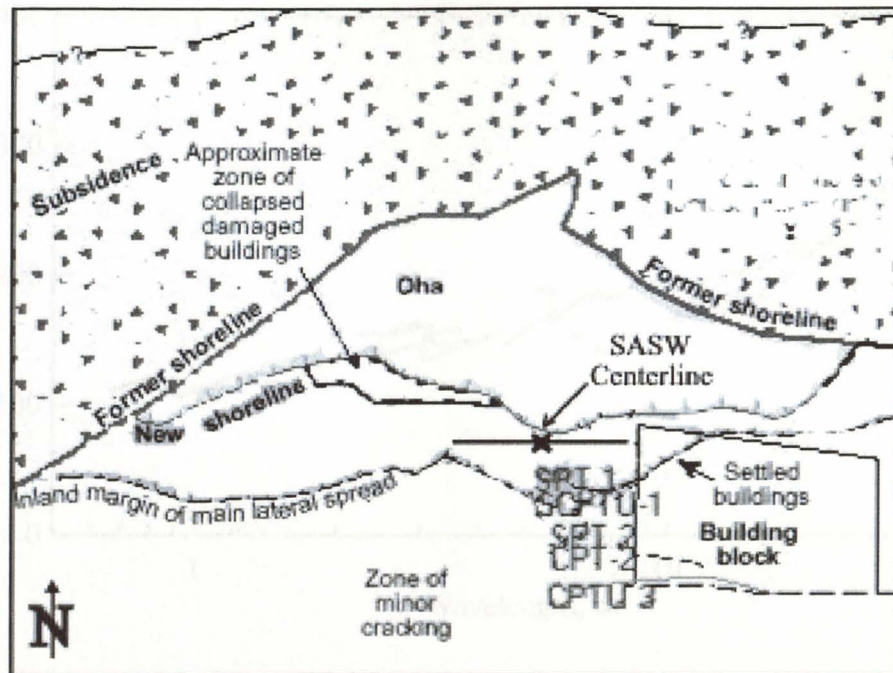 ?
?
Subsidence
Approximate
zone of
collapsed
damaged
buildings
Oha
Former shoreline
Former shoreline
SASW
Centerline
New shoreline
Inland margin of main lateral spread
SPT 1
SCPTU-1
CPT 2
Settled
buildings
Building
block
Zone of
minor
cracking
CPTU 3
N